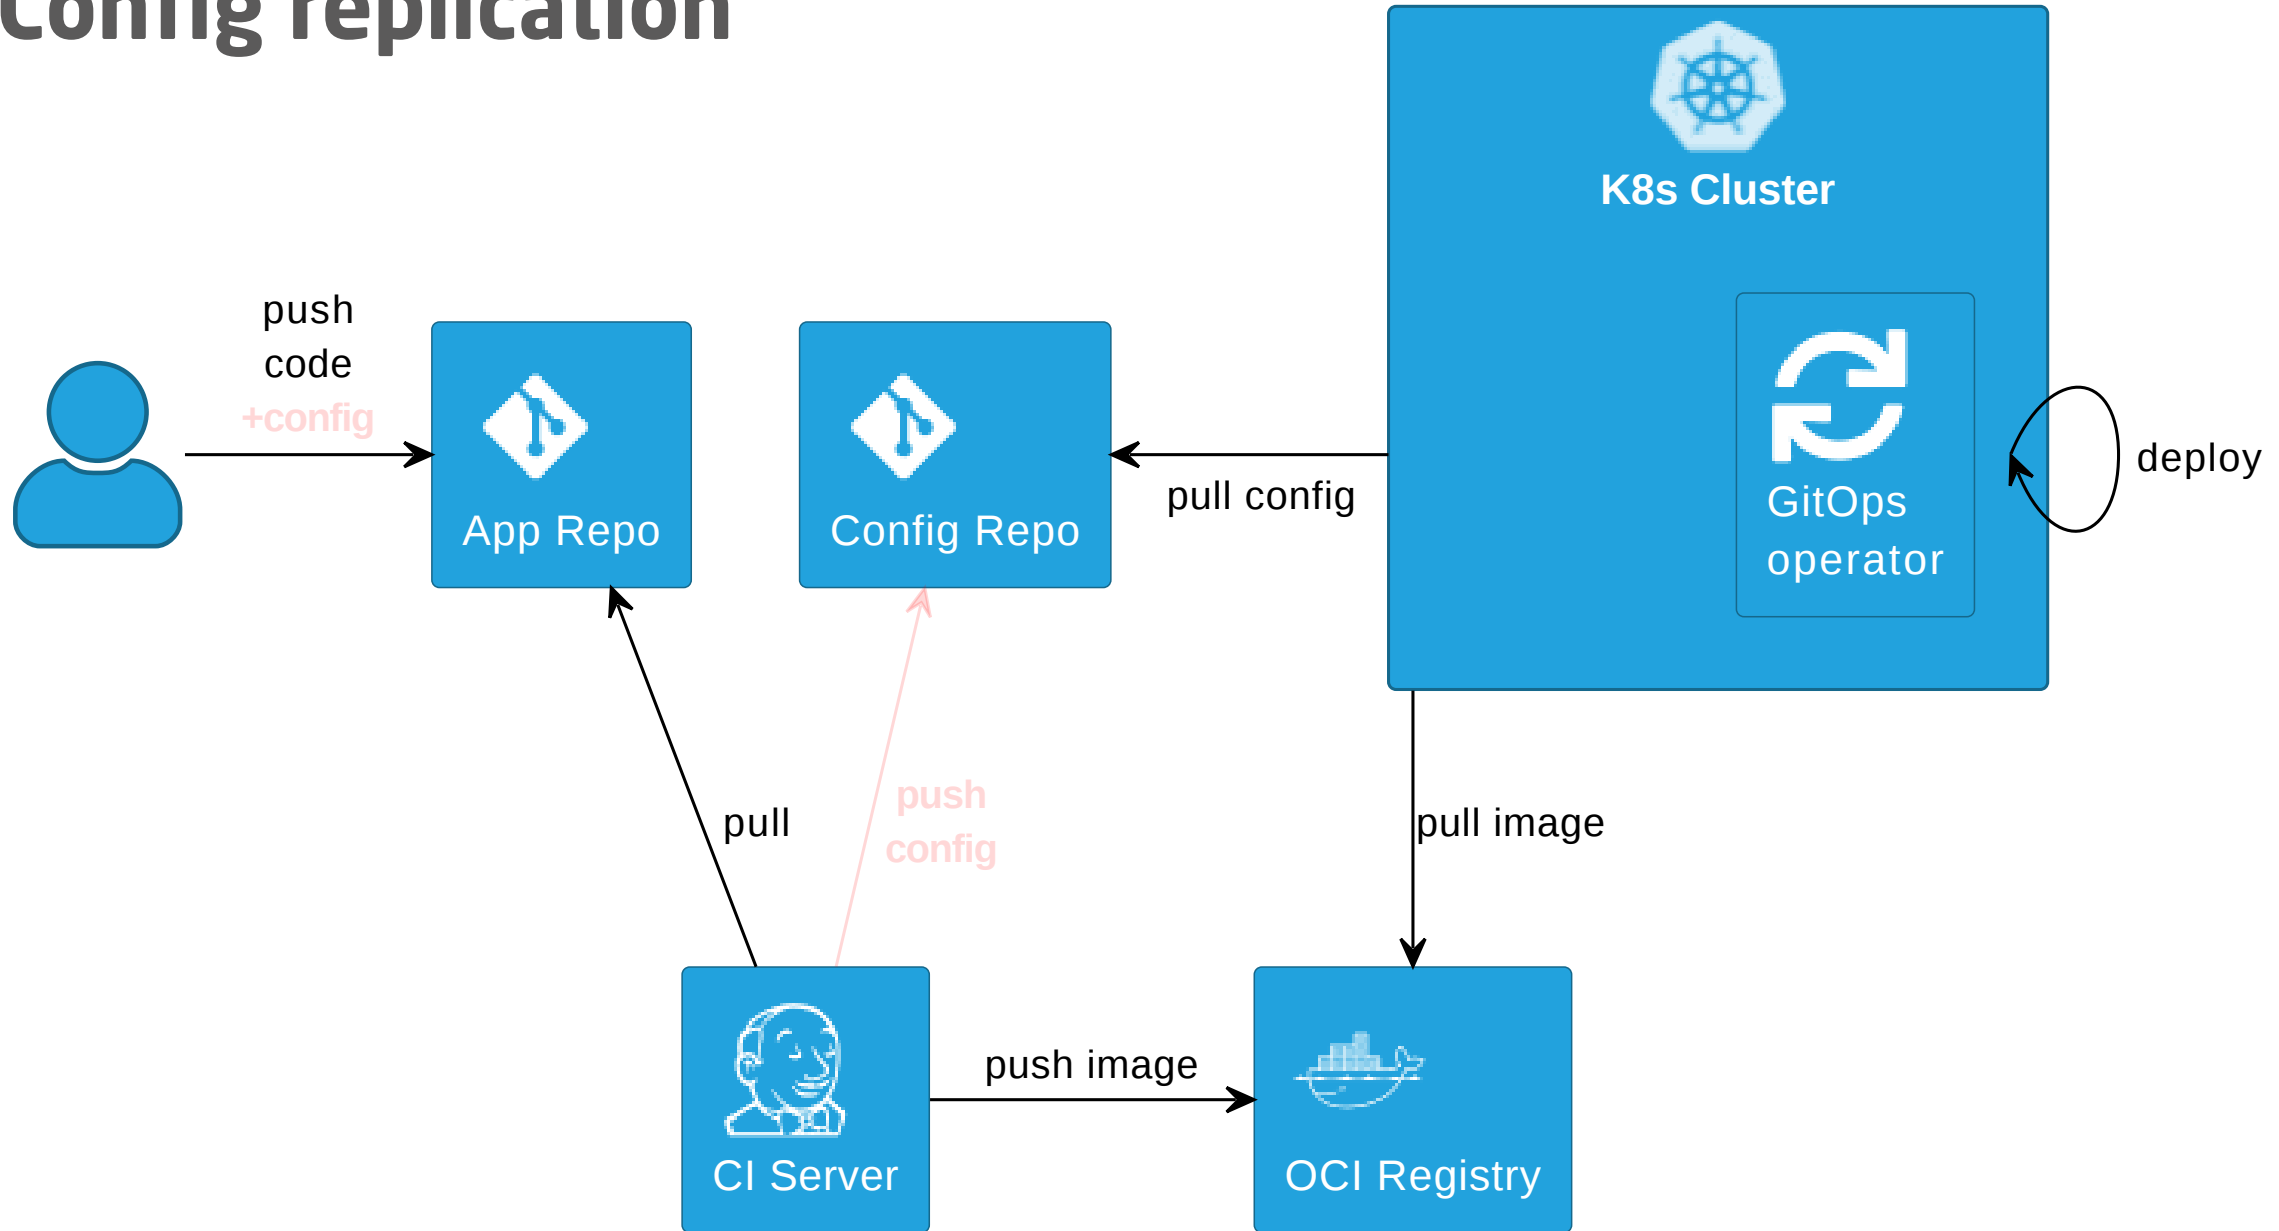 Config replication
K8s Cluster
push
code
+config
App Repo
Config Repo
pull config
GitOps
operator
deploy
pull
push
config
pull image
push image
CI Server
OCI Registry